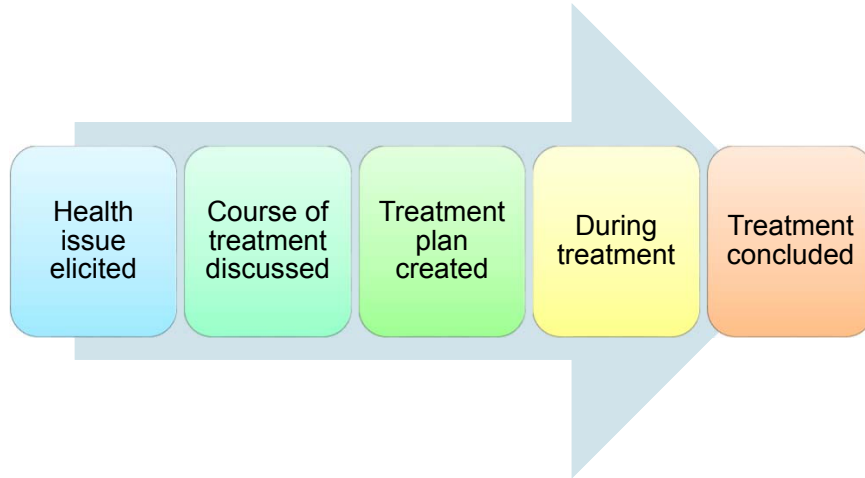 Health
issue
elicited
Course of
treatment
discussed
Treatment
plan
created
During
treatment
Treatment
concluded